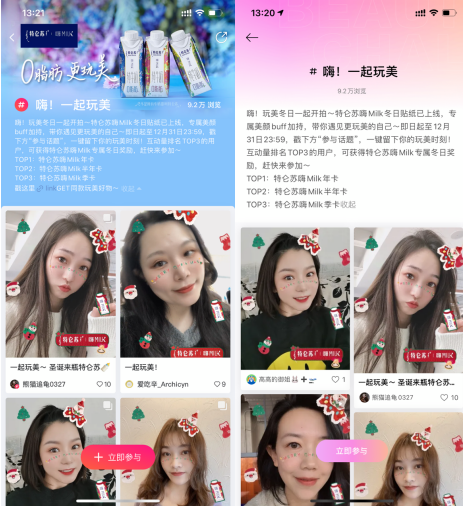 13:21
特仑苏
0脂肪 更玩美
# 嗨！一起玩美
9.2万 浏览
嗨！玩美冬日一起开拍～特仑苏嗨Milk冬日贴纸已上线，专
属美颜buff加持，带你遇见更玩美的自己～即日起至12
月31日23:59，戳下方“参与话题”，一键留下你的玩美时刻！
互动量排名TOP3的用
户，可获得特仑苏嗨Milk专属冬日奖励，赶快来参加～
TOP1：特仑苏嗨Milk年卡
TOP2：特仑苏嗨Milk半年卡
TOP3：特仑苏嗨Milk季卡
戳这里 link GET同款玩美好物～ 收起
特仑苏
特仑苏
一起玩美～ 圣诞来瓶特仑苏
熊猫追龟0327
10
一起玩美！
爱吃辛_Archicyn
9
立即参与
13:20
# 嗨！一起玩美
9.2万浏览
嗨！玩美冬日一起开拍～特仑苏嗨Milk冬日贴纸已上线，
专属美颜buff加持，带你遇见更玩美的自己～即日起至12
月31日23:59，戳下方“参与话题”，一键留下你的玩美时刻！
互动量排名TOP3的用户，可获得特仑苏嗨Milk专属冬日奖
励，赶快来参加～
TOP1：特仑苏嗨Milk年卡
TOP2：特仑苏嗨Milk半年卡
TOP3：特仑苏嗨Milk季卡收起
特仑苏
特仑苏
高高的御姐
1
一起玩美～ 圣诞来瓶特仑苏...
熊猫追龟0327
10
立即参与